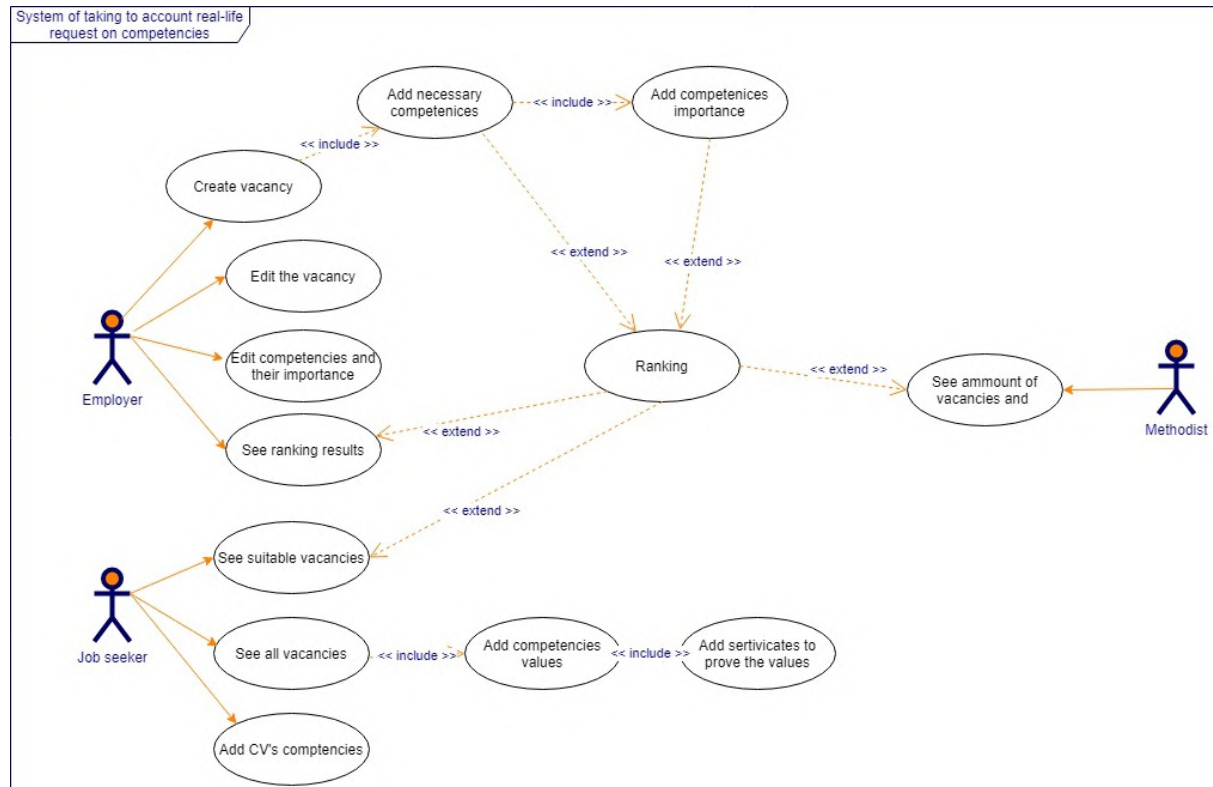 System of taking to account real-life
request on competencies
Add necessary
competenices
<< include >>
Add competenices
importance
<< include >>
Create vacancy
<< extend >>
<< extend >>
Edit the vacancy
Employer
Edit competencies and
their importance
Ranking
<< extend >>
See ammount of
vacancies and
Methodist
See ranking results
<< extend >>
<< extend >>
See suitable vacancies
Job seeker
See all vacancies
<< include >>
Add competencies
values
<< include >>
Add sertivicates to
prove the values
Add CV's comptencies